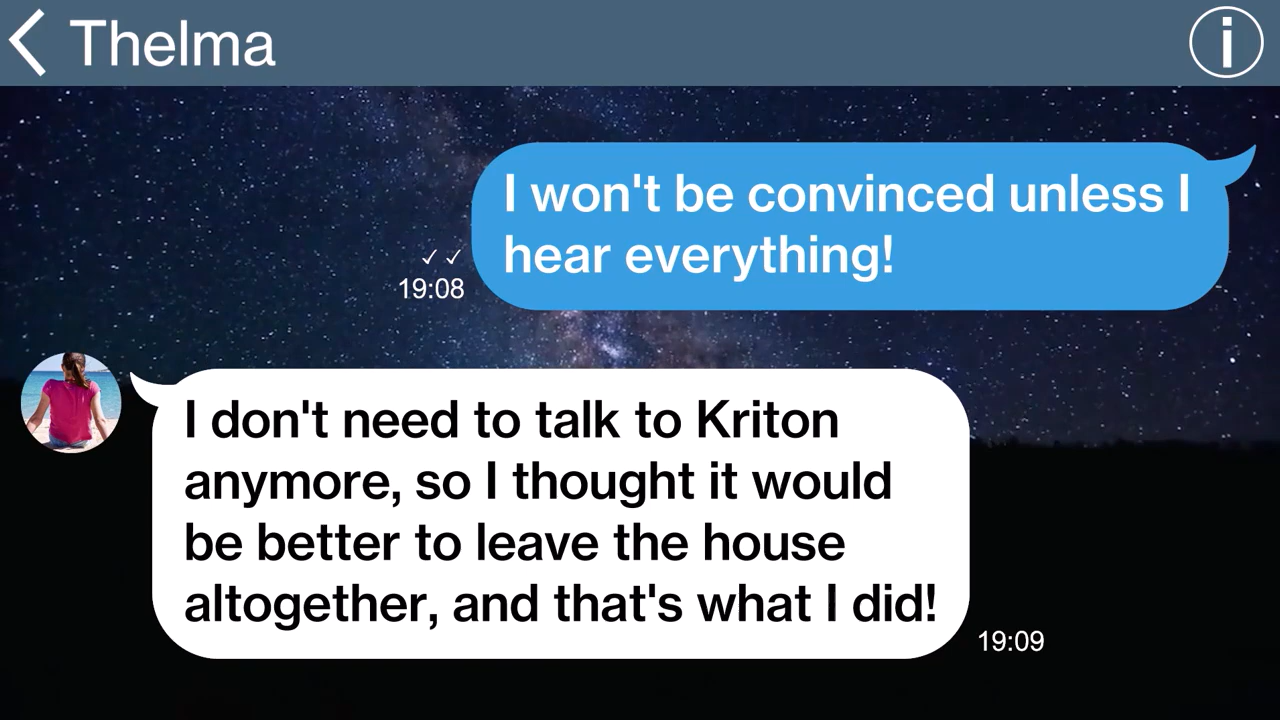 Thelma
i
I won't be convinced unless I
hear everything!
✓✓
19:08
I don't need to talk to Kriton
anymore, so I thought it would
be better to leave the house
altogether, and that's what I did!
19:09